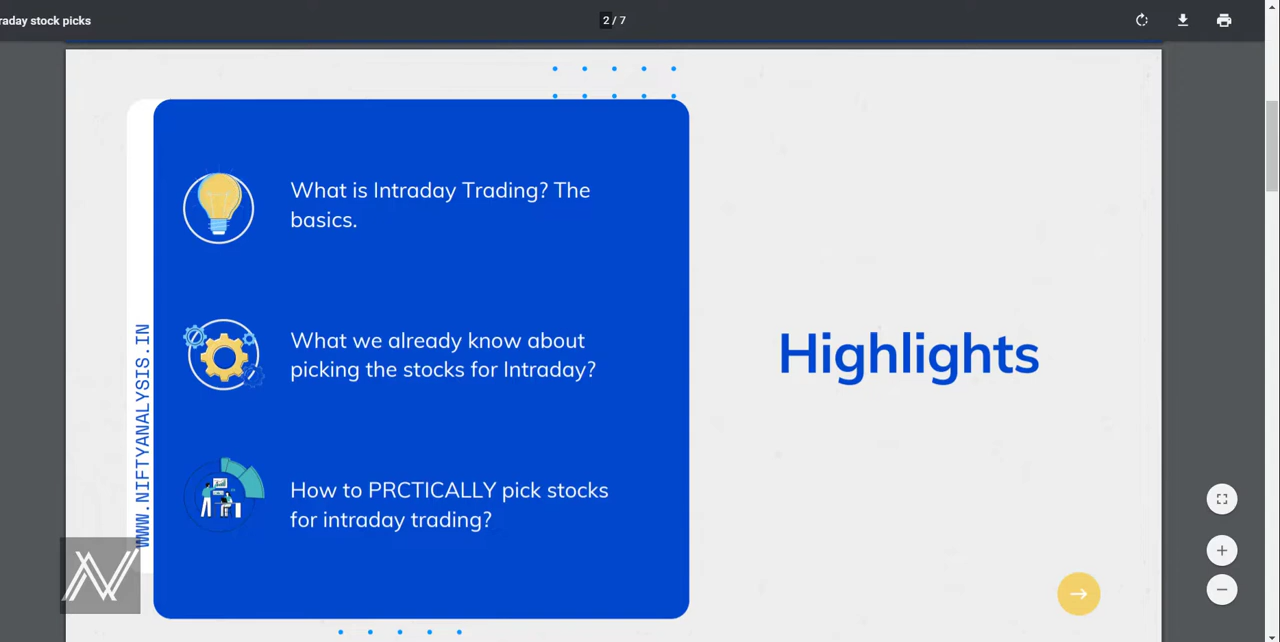 raday stock picks
2 / 7
What is Intraday Trading? The
basics.
What we already know about
picking the stocks for Intraday?
How to PRCTICALLY pick stocks
for intraday trading?
Highlights
WWW.NIFTYANALYSIS.IN